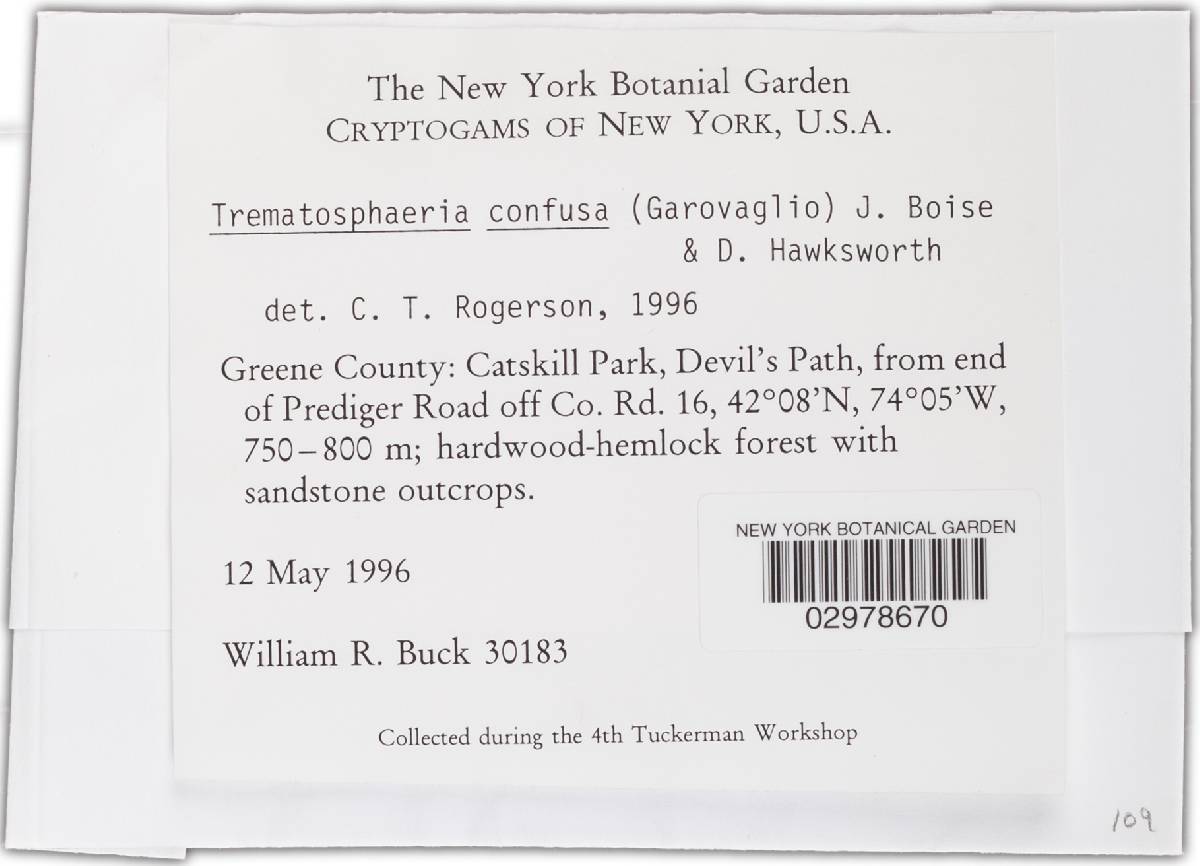 The New York Botanial Garden
CRYPTOGAMS OF NEW YORK, U.S.A.
Trematosphaeria confusa (Garovaglio) J. Boise
& D. Hawksworth
det. C. T. Rogerson, 1996
Greene County: Catskill Park, Devil's Path, from end
of Prediger Road off Co. Rd. 16, 42°08'N, 74°05'W,
750–800 m; hardwood-hemlock forest with
sandstone outcrops.
NEW YORK BOTANICAL GARDEN
02978670
12 May 1996
William R. Buck 30183
Collected during the 4th Tuckerman Workshop
109